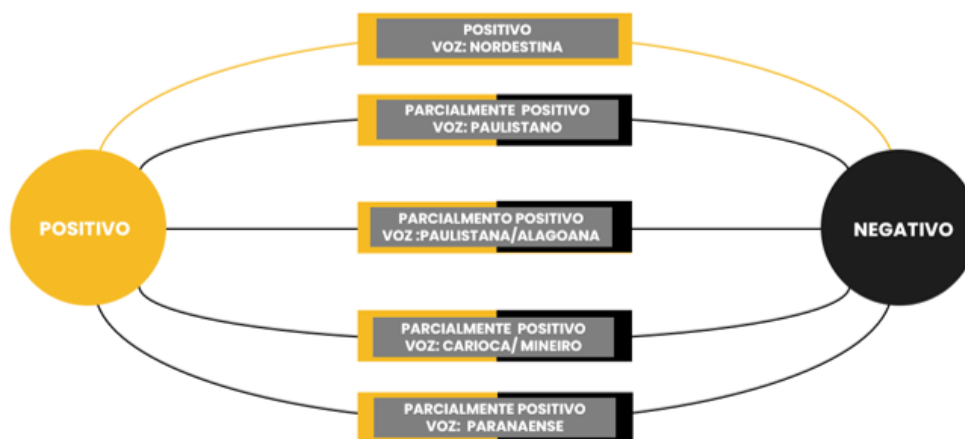 POSITIVO
VOZ: NORDESTINA
PARCIALMENTE POSITIVO
VOZ: PAULISTANO
POSITIVO
PARCIALMENTO POSITIVO
VOZ :PAULISTANA/ALAGOANA
NEGATIVO
PARCIALMENTE POSITIVO
VOZ: CARIOCA/ MINEIRO
PARCIALMENTE POSITIVO
VOZ: PARANAENSE